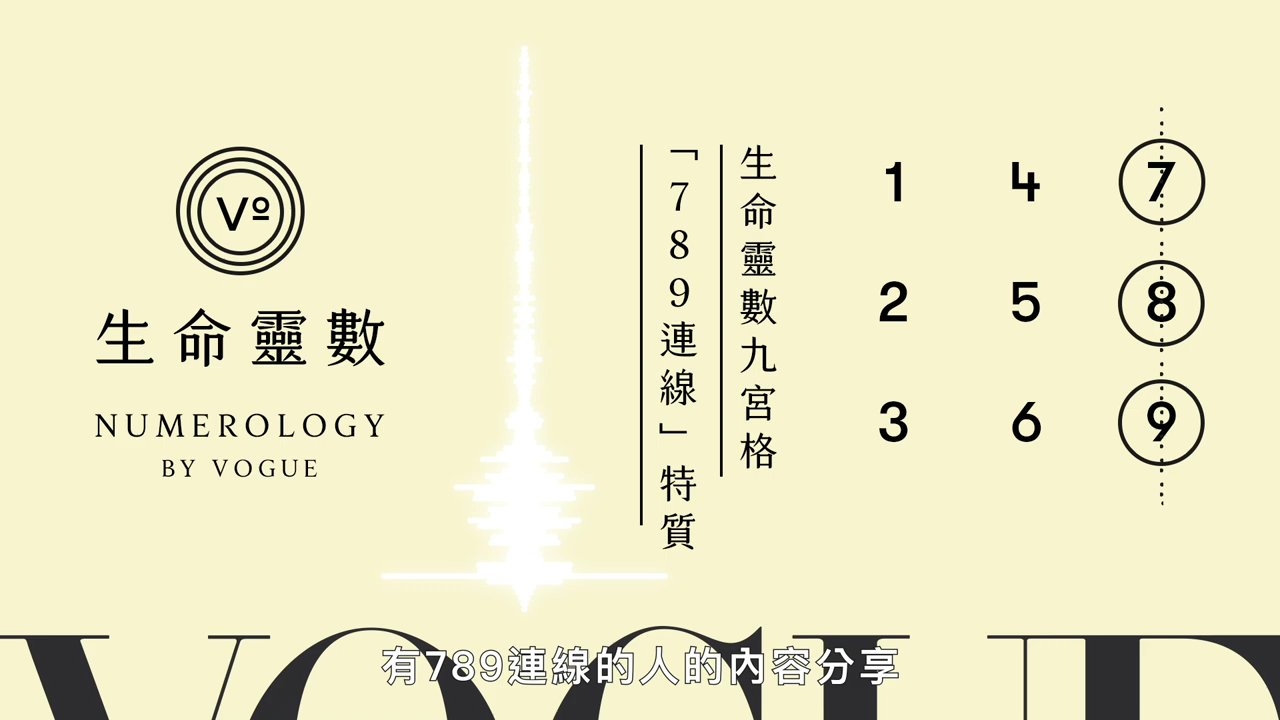 Vº
生命靈數
NUMEROLOGY
BY VOGUE
生命靈數九宮格
「789連線」特質
1 4 7
2 5 8
3 6 9
VOGUE
有789連線的人的內容分享